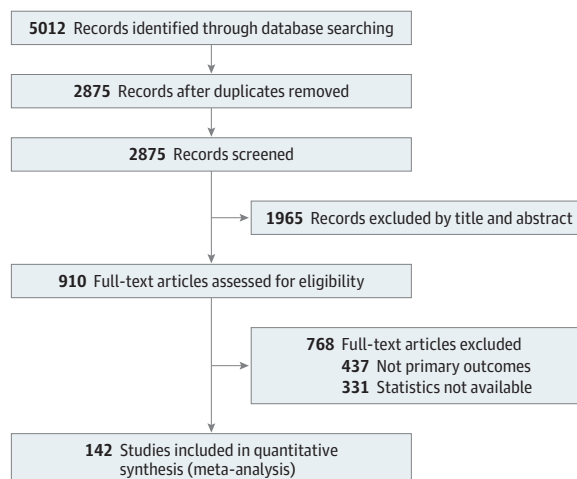 5012 Records identified through database searching
2875 Records after duplicates removed
2875 Records screened
1965 Records excluded by title and abstract
910 Full-text articles assessed for eligibility
768 Full-text articles excluded
437 Not primary outcomes
331 Statistics not available
142 Studies included in quantitative
synthesis (meta-analysis)